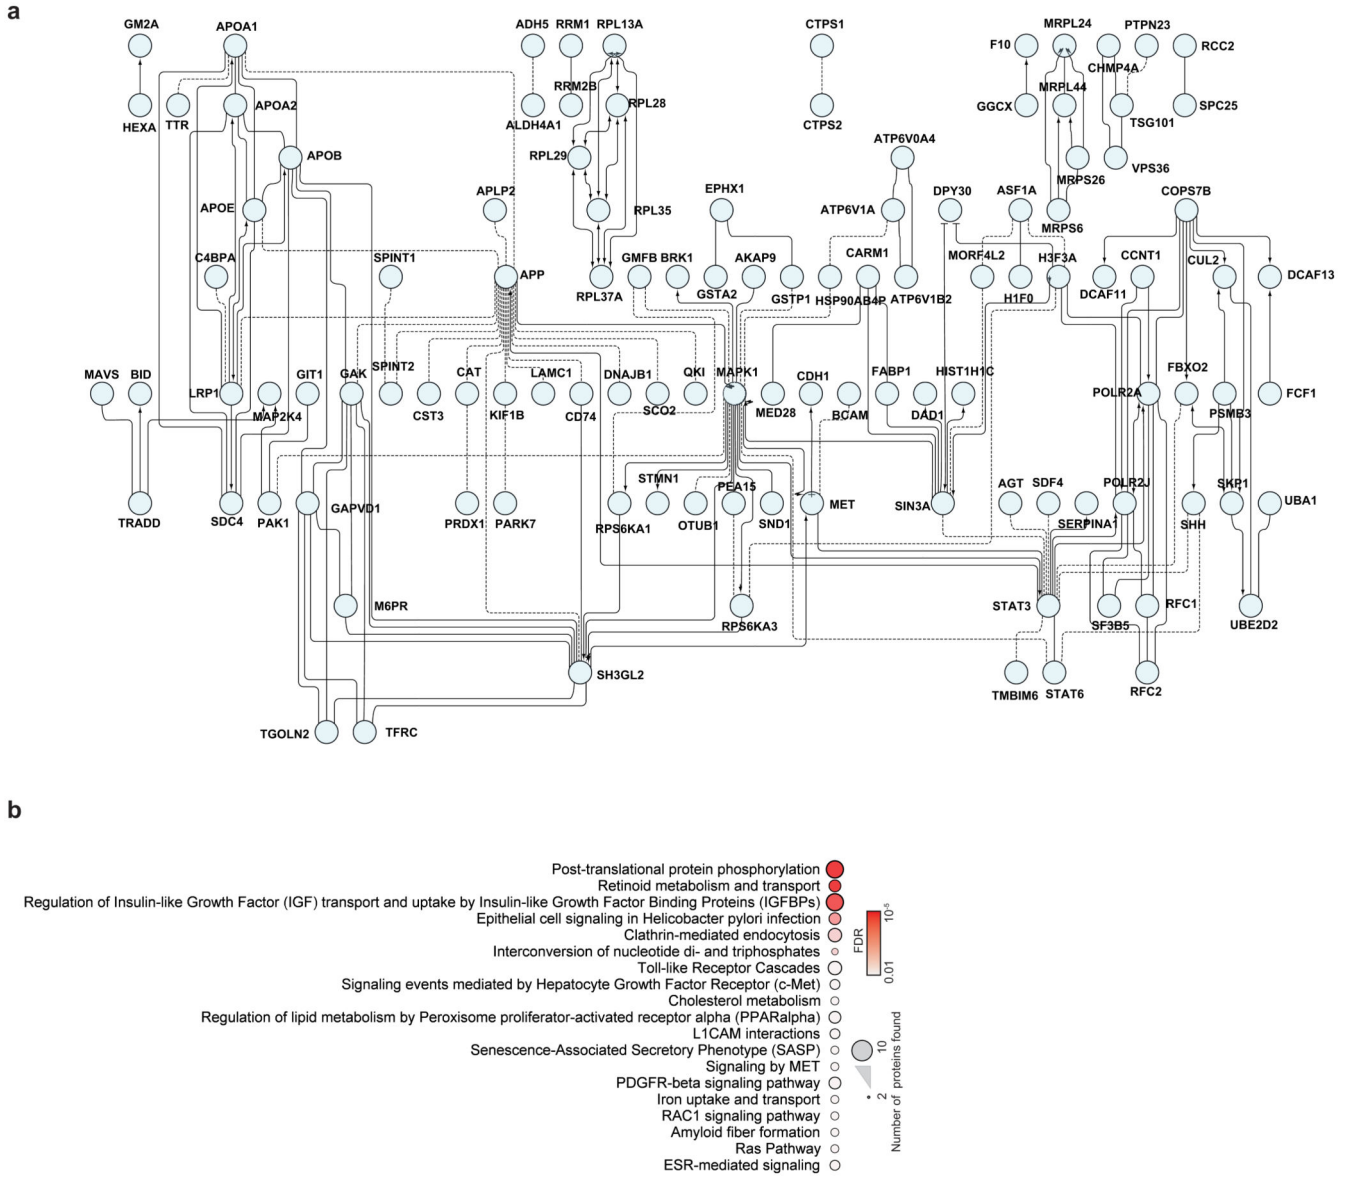 a
GM2A APOA1 ADH5 RRM1 RPL13A CTPS1 MRPL24 PTPN23
F10 RCC2
CHMP4A
RRM2B MRPL44
APOA2 RPL28
HEXA TTR ALDH4A1 CTPS2 GGCX TSG101 SPC25
ATP6V0A4
APOB RPL29
VPS36
MRPS26
APLP2 EPHX1 DPY30 ASF1A COPS7B
APOE RPL35 ATP6V1A
MRPS6
C4BPA SPINT1 GMFB BRK1 AKAP9 CARM1 MORF4L2 H3F3A CCNT1 CUL2
APP DCAF13
RPL37A GSTA2 GSTP1 HSP90AB4P ATP6V1B2 H1F0 DCAF11
MAVS BID GIT1 GAK SPINT2 CAT LAMC1 DNAJB1 QKI MAPK1 CDH1 FABP1 HIST1H1C FBXO2
LRP1 POLR2A FCF1
MAP2K4 CST3 KIF1B CD74 SCO2 MED28 BCAM DAD1 PSMB3
STMN1 PEA15 AGT SDF4 POLR2J SKP1 UBA1
GAPVD1 MET SIN3A
TRADD SDC4 PAK1 PRDX1 PARK7 RPS6KA1 OTUB1 SND1 SERPINA1 SHH
M6PR STAT3 RFC1
RPS6KA3 SF3B5 UBE2D2
SH3GL2
TMBIM6 STAT6 RFC2
TGOLN2 TFRC
b
Post-translational protein phosphorylation
Retinoid metabolism and transport
Regulation of Insulin-like Growth Factor (IGF) transport and uptake by Insulin-like Growth Factor Binding Proteins (IGFBPs)
Epithelial cell signaling in Helicobacter pylori infection
Clathrin-mediated endocytosis
Interconversion of nucleotide di- and triphosphates
Toll-like Receptor Cascades
Signaling events mediated by Hepatocyte Growth Factor Receptor (c-Met)
Cholesterol metabolism
Regulation of lipid metabolism by Peroxisome proliferator-activated receptor alpha (PPARalpha)
L1CAM interactions
Senescence-Associated Secretory Phenotype (SASP)
Signaling by MET
PDGFR-beta signaling pathway
Iron uptake and transport
RAC1 signaling pathway
Amyloid fiber formation
Ras Pathway
ESR-mediated signaling
FDR
10-5
0.01
10
2
Number of proteins found